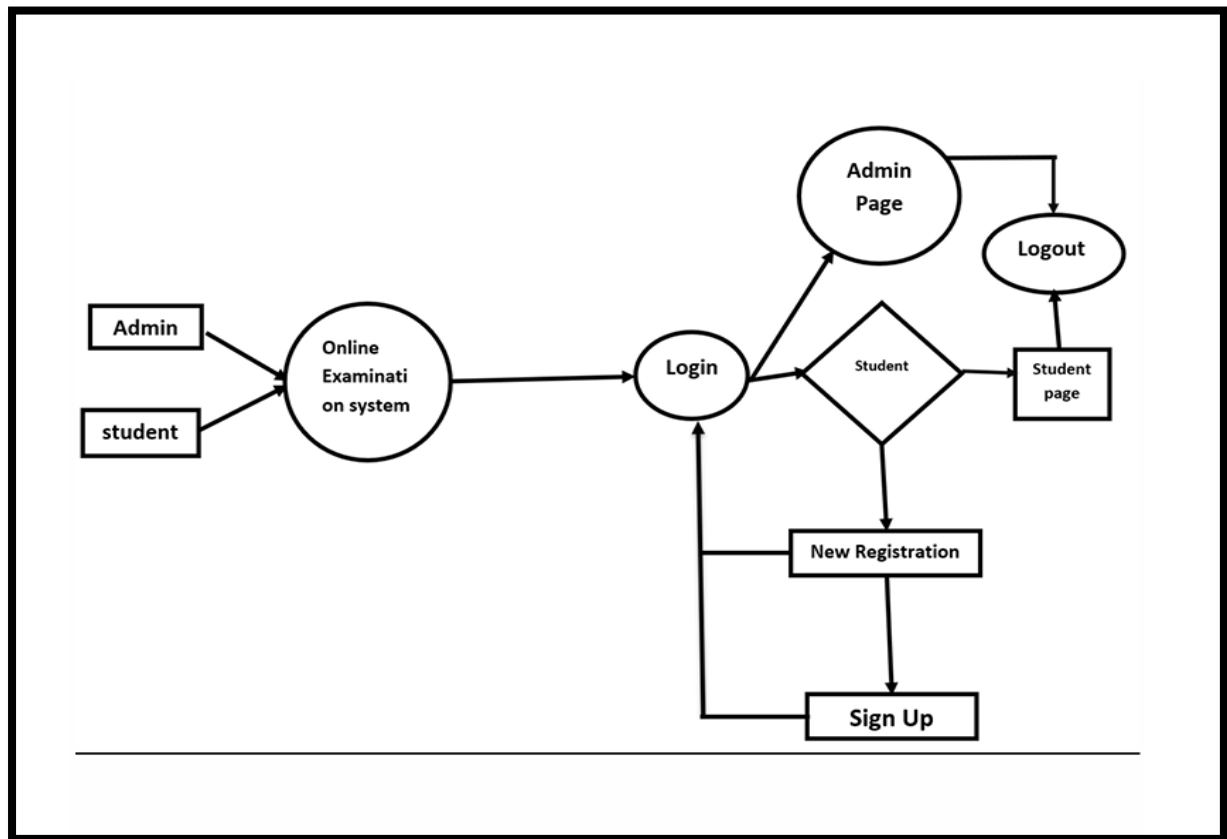 Admin
Page
Logout
Admin
Online
Examinati
on system
student
Login
Student
Student
page
New Registration
Sign Up